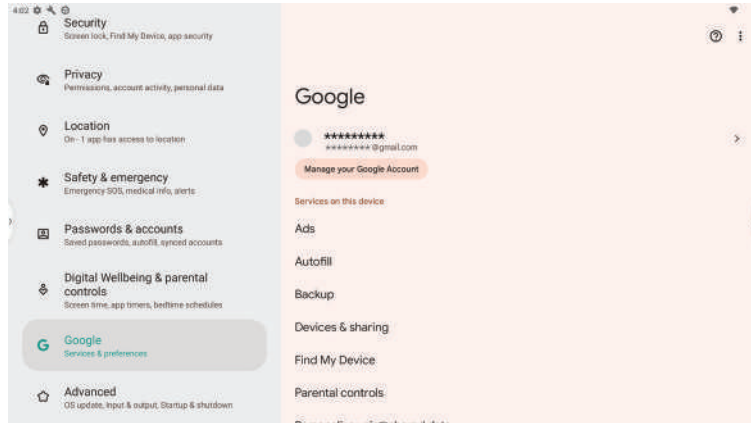 4:02
Security
Screen lock, Find My Device, app security
Privacy
Permissions, account activity, personal data
Location
On - 1 app has access to location
Safety & emergency
Emergency SOS, medical info, alerts
Passwords & accounts
Saved passwords, autofill, synced accounts
Digital Wellbeing & parental
controls
Screen time, app timers, bedtime schedules
Google
Services & preferences
Advanced
OS update, Input & output, Startup & shutdown
Google
*********
********@gmail.com
Manage your Google Account
Services on this device
Ads
Autofill
Backup
Devices & sharing
Find My Device
Parental controls